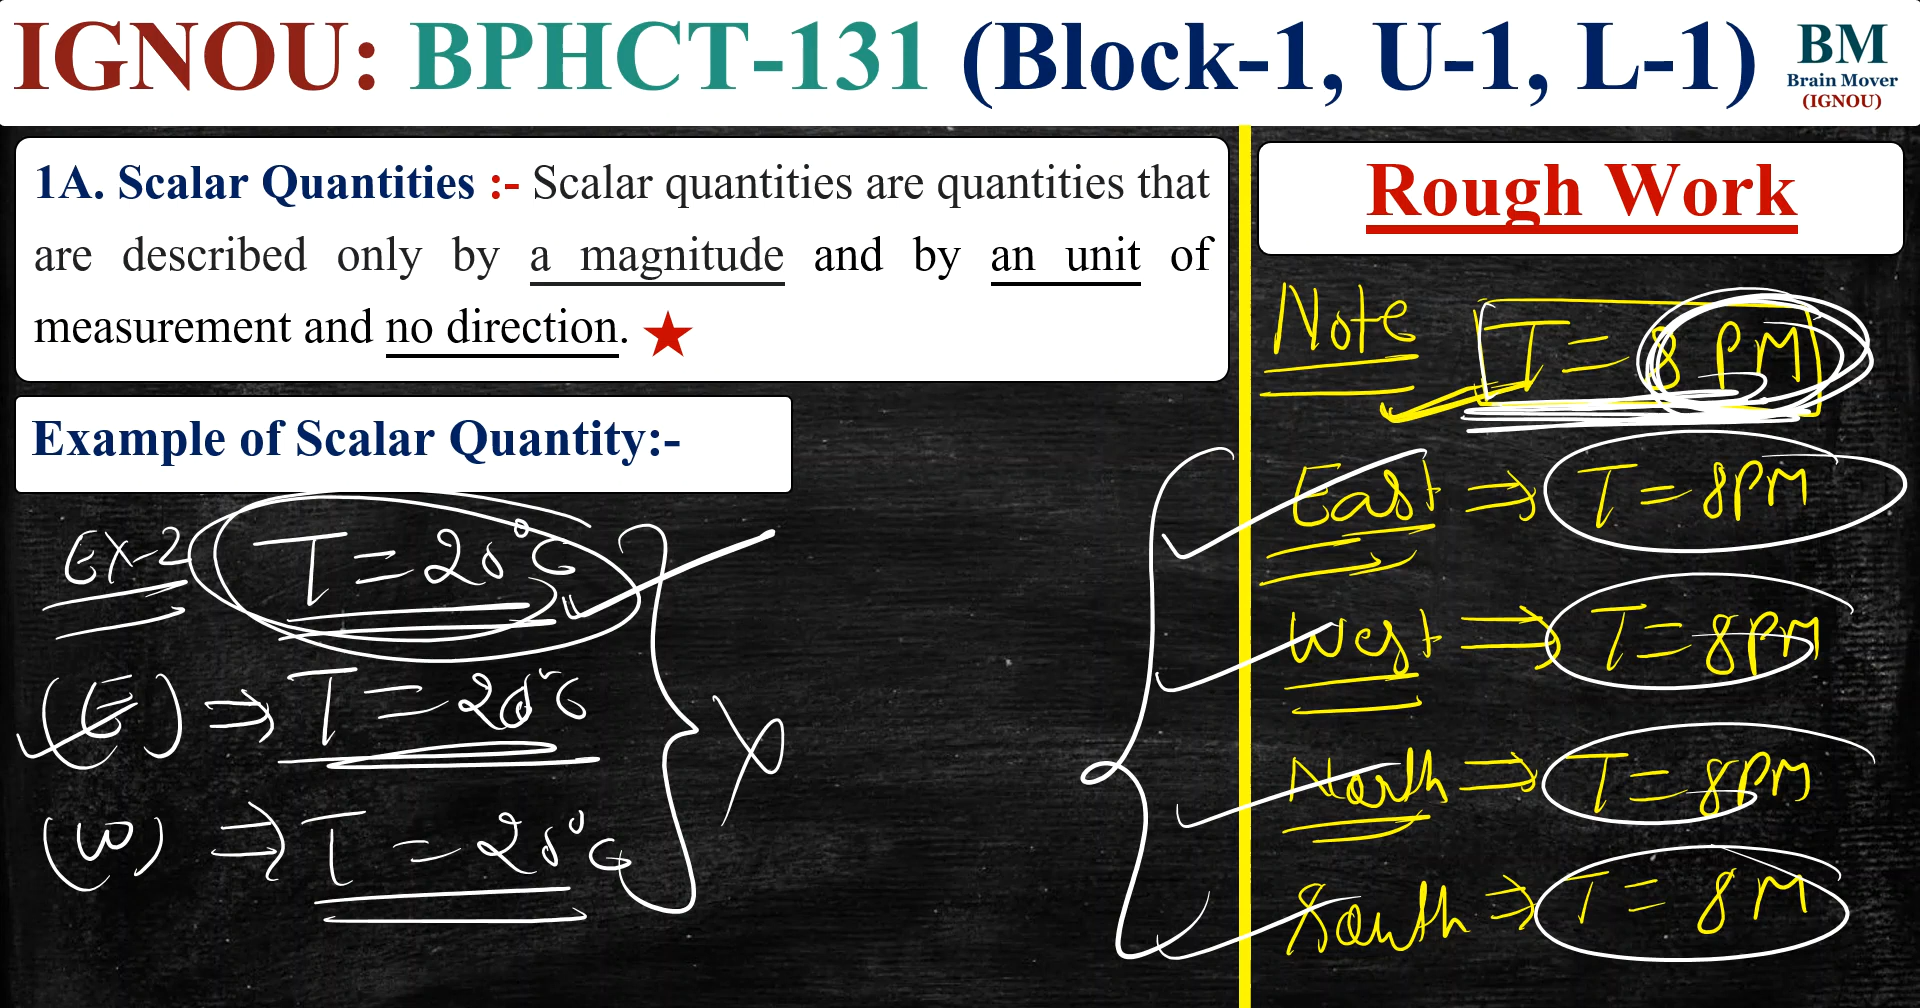 IGNOU: BPHCT-131 (Block-1, U-1, L-1)
BM
Brain Mover
(IGNOU)
1A. Scalar Quantities :- Scalar quantities are quantities that
are described only by a magnitude and by an unit of
measurement and no direction.
Example of Scalar Quantity:-
EX-2 T = 20°C
(E) ⇒ T = 20°C
(W) ⇒ T = 20°C
Rough Work
Note T = 8 PM
East ⇒ T = 8PM
West ⇒ T = 8PM
North ⇒ T = 8PM
South ⇒ T = 8 M